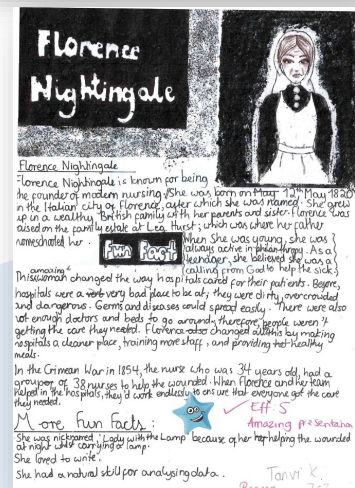 Florence
Nightingale
Florence Nightingale
Florence Nightingale is known for being
the founder of modern nursing. She was born on May 12th May 1820
in the Italian city of Florence, after which she was named. She grew
up in a wealthy British family with her parents and sister. Florence was
raised on the family estate at Lea Hurst; which was where her father
homeschooled her.
Fun Fact
When she was young, she was
always active in philanthropy. As a
teenager, she believed she was a
calling from God to help the sick
amazing
This woman changed the way hospitals cared for their patients. Before,
hospitals were a very bad place to be at; they were dirty, overcrowded
and dangerous. Germs and diseases could spread easily. There were also
not enough doctors and beds to go around, therefore, people weren't
getting the care they needed. Florence also changed all this by making
hospitals a cleaner place, training more staff, and providing healthy
meals.
In the Crimean War in 1854, the nurse who was 34 years old, had a
group of 38 nurses to help the wounded. When Florence and her team
helped in the hospitals, they'd work endlessly to ensure that everyone got the care
they needed.
Eff: 5
Amazing presentation
More Fun Facts:
She was nicknamed 'Lady with the Lamp' because of her helping the wounded
at night whilst carrying a lamp.
She loved to write.
She had a natural skill for analysing data.
Tanvi K.